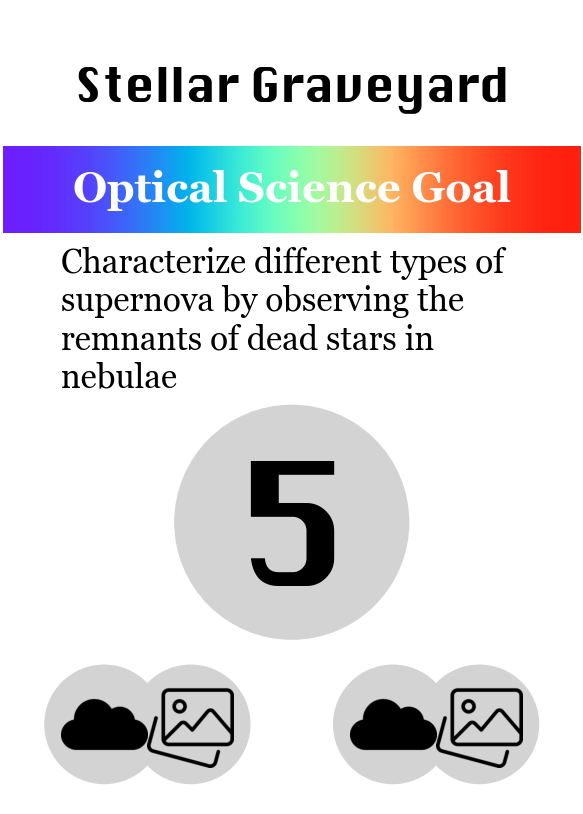 Stellar Graveyard
Optical Science Goal
Characterize different types of
supernova by observing the
remnants of dead stars in
nebulae
5